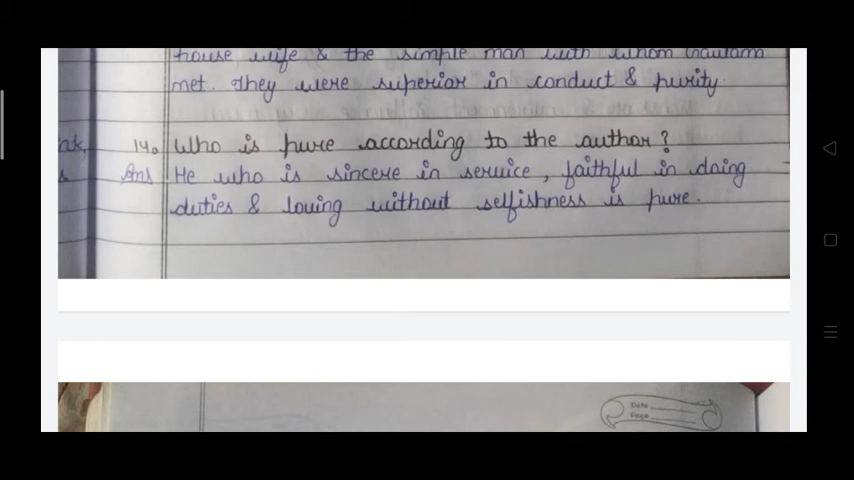 house wife & the simple man with whom Gautam
met. They were superior in conduct & purity.
14. Who is pure according to the author?
Ans He who is sincere in service, faithful in doing
duties & loving without selfishness is pure.
Date
Page